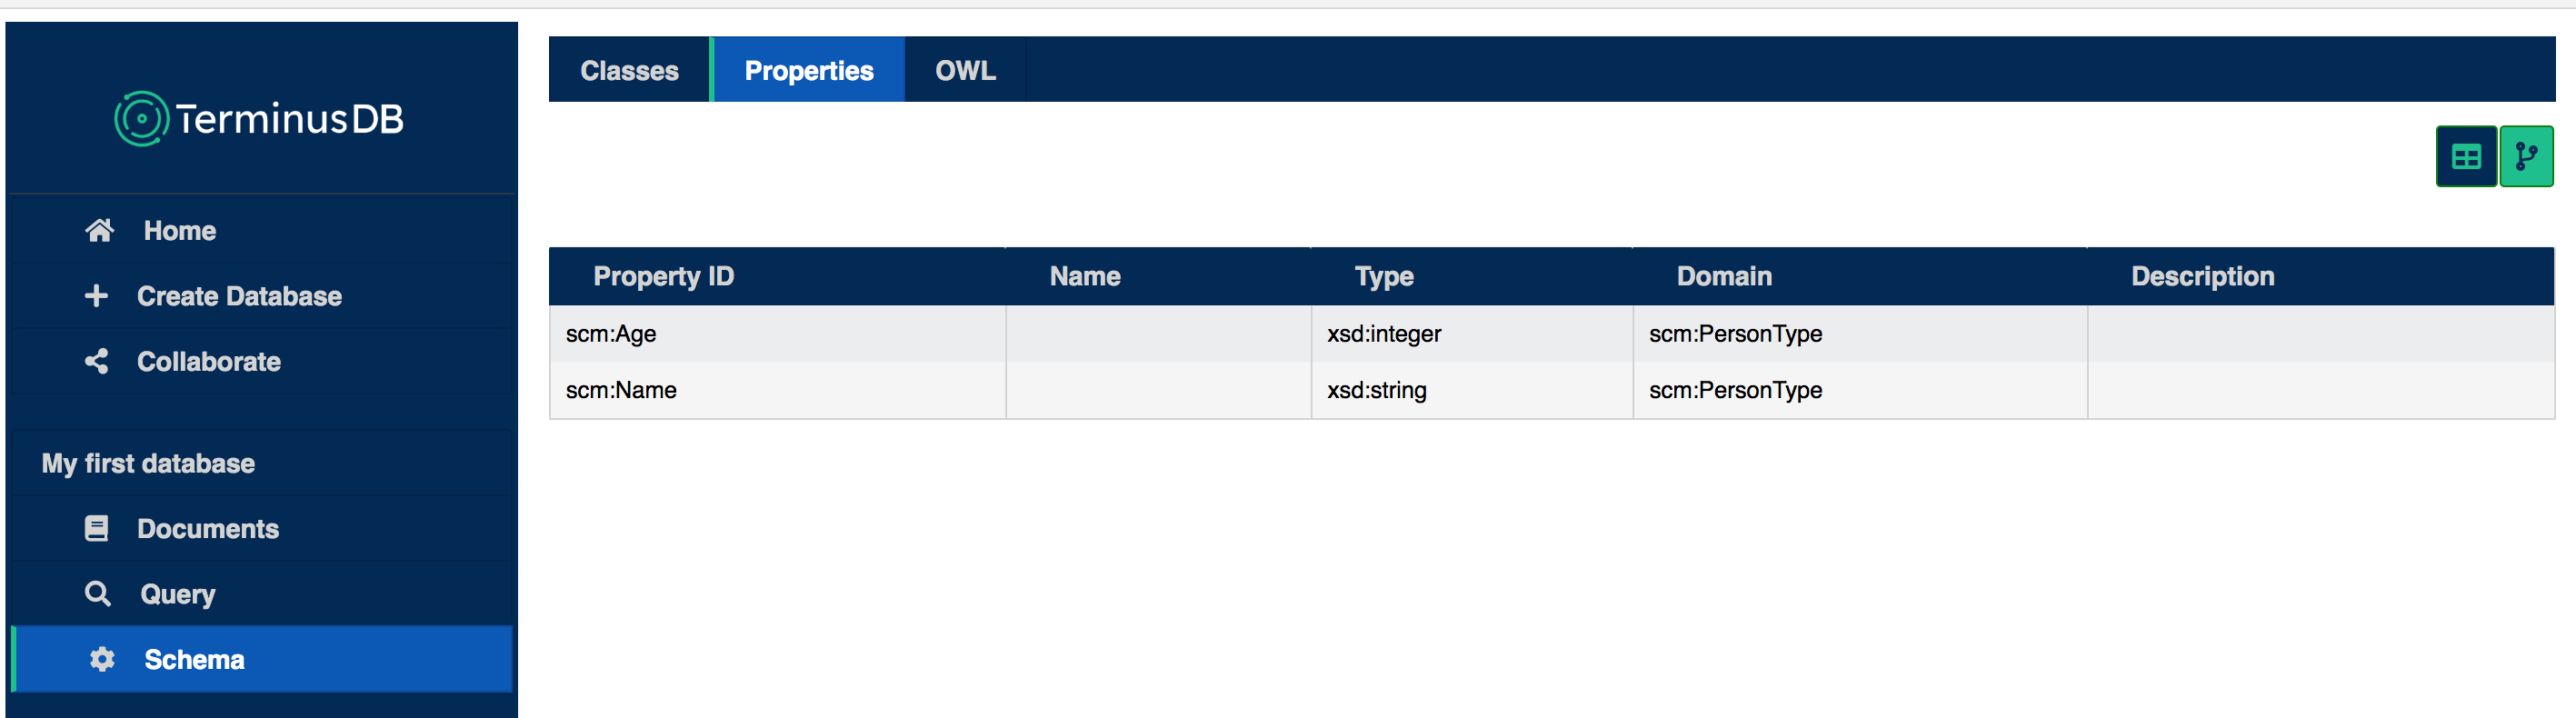 TerminusDB
Home
Create Database
Collaborate
My first database
Documents
Query
Schema
Classes Properties OWL
Property ID Name Type Domain Description
scm:Age xsd:integer scm:PersonType
scm:Name xsd:string scm:PersonType